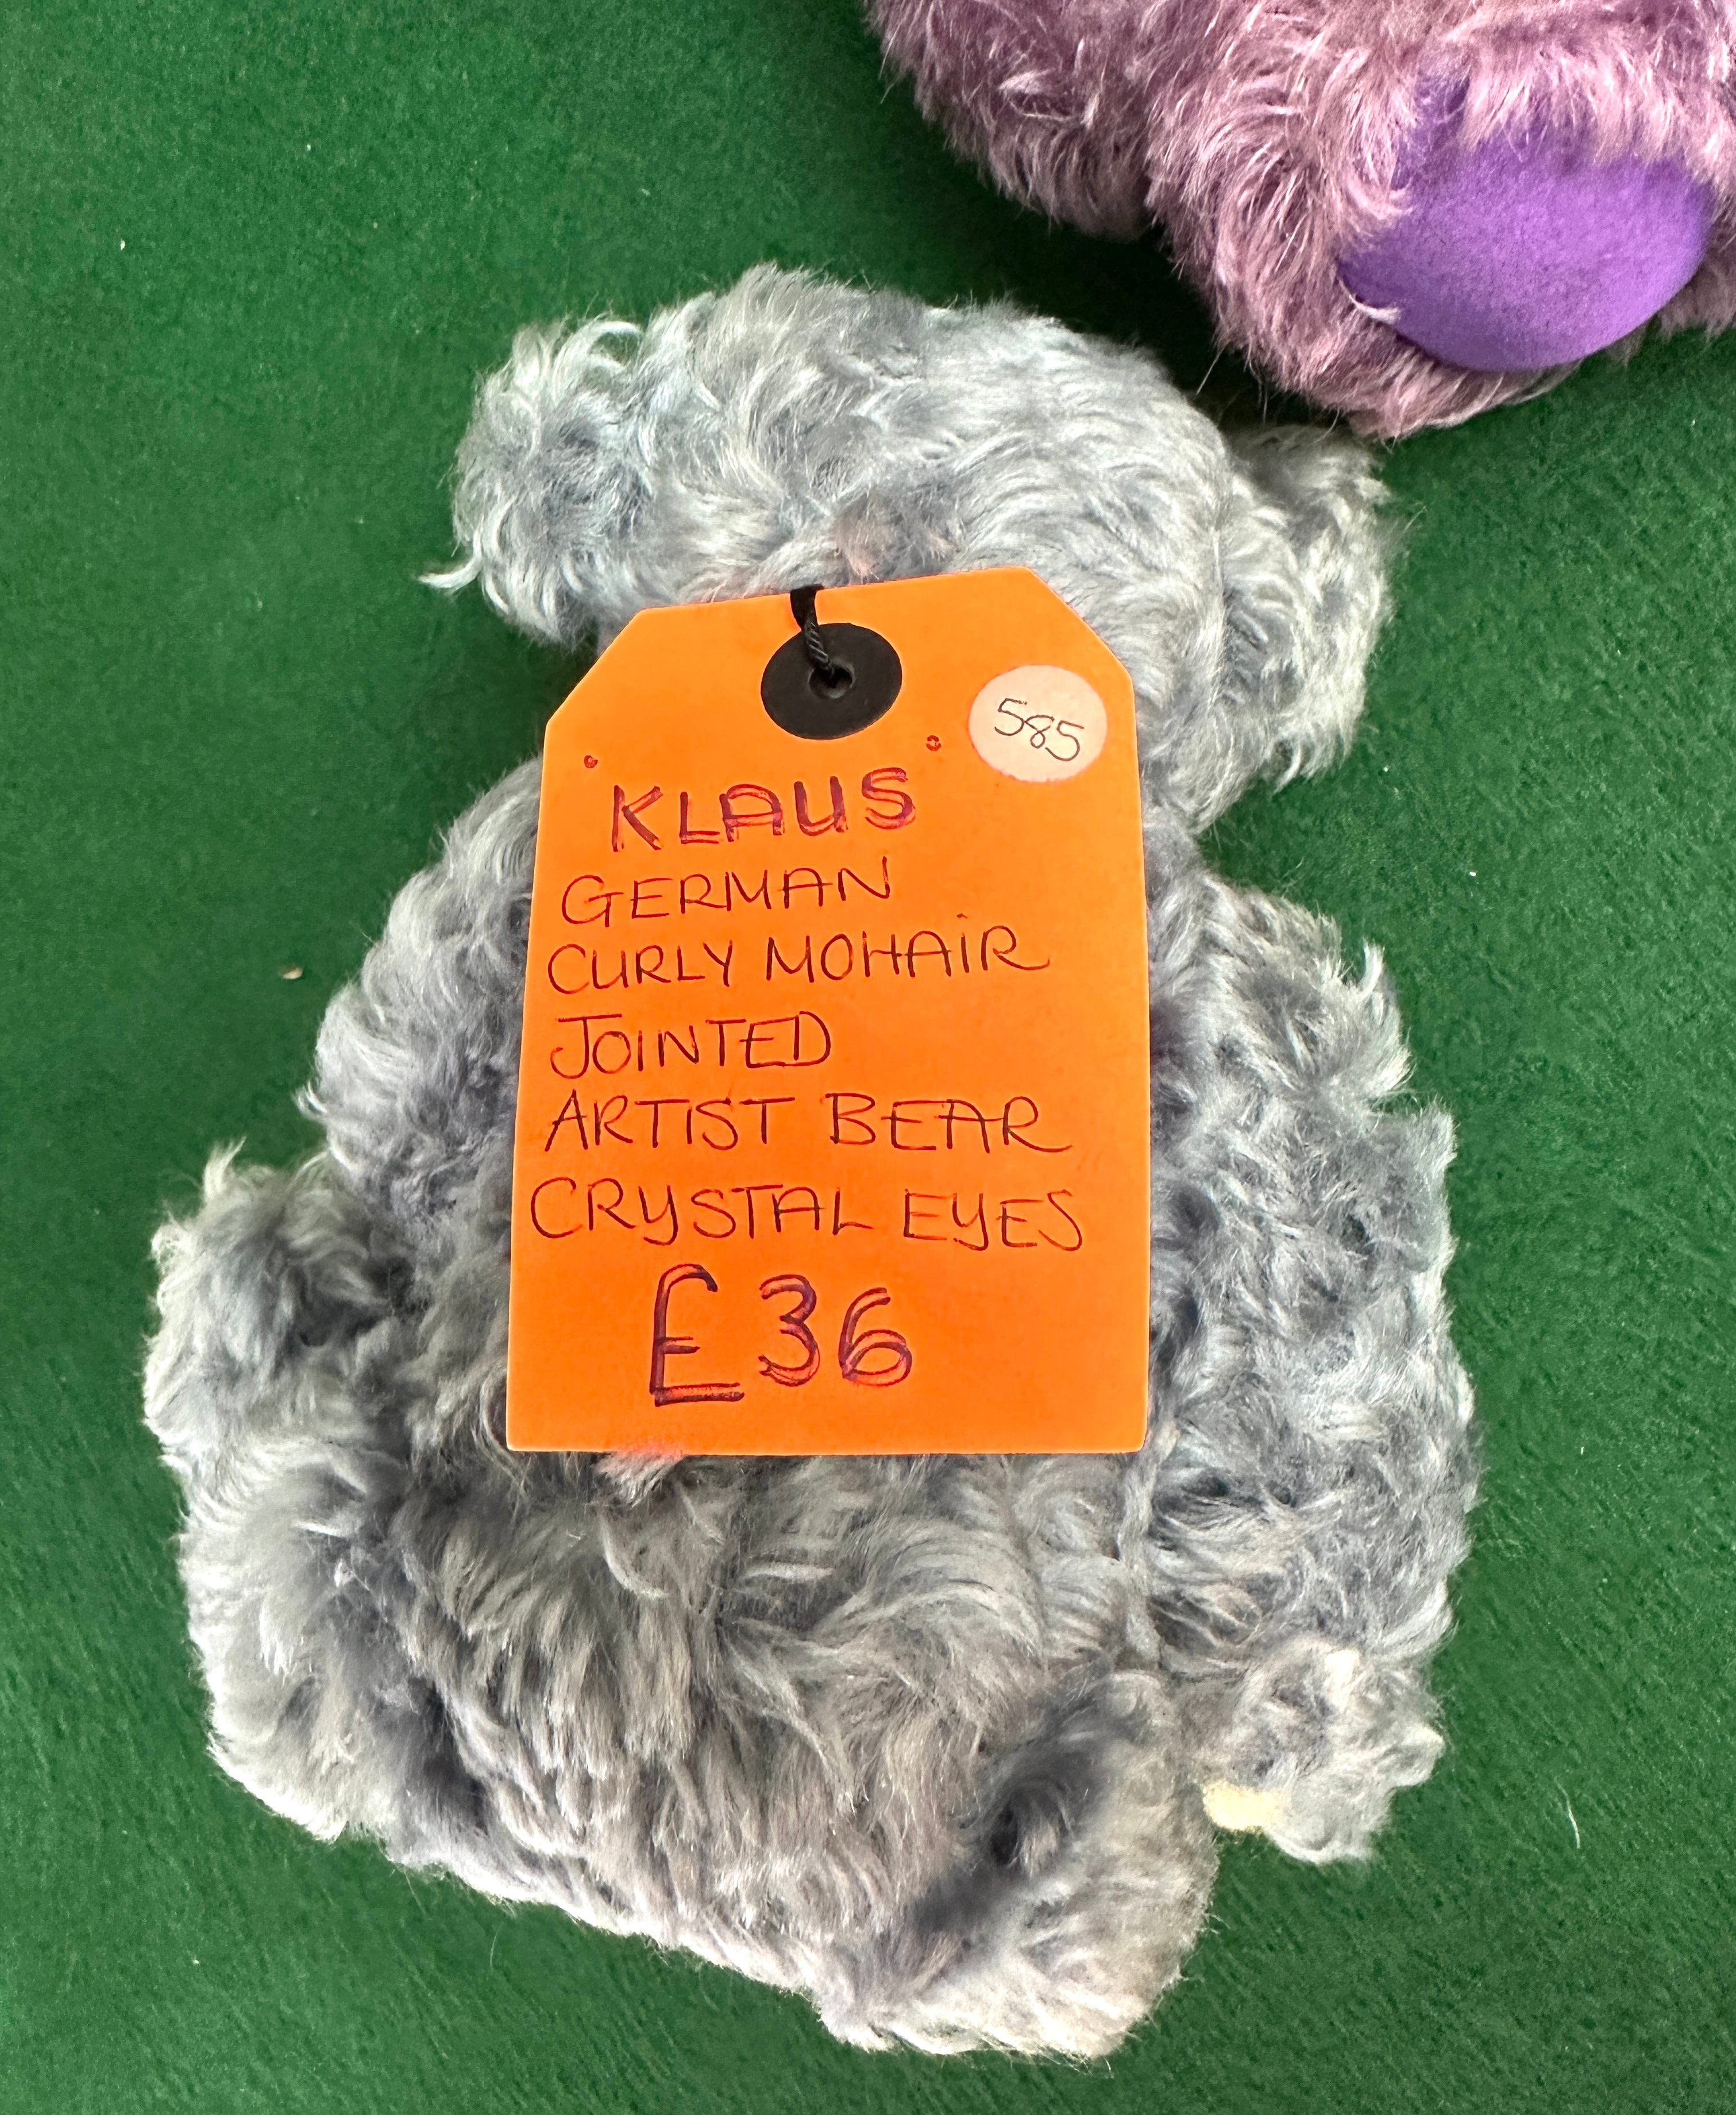 585
KLAUS
GERMAN
CURLY MOHAiR
JOINTED
ARTIST BEAR
CRYSTAL EYES
£36